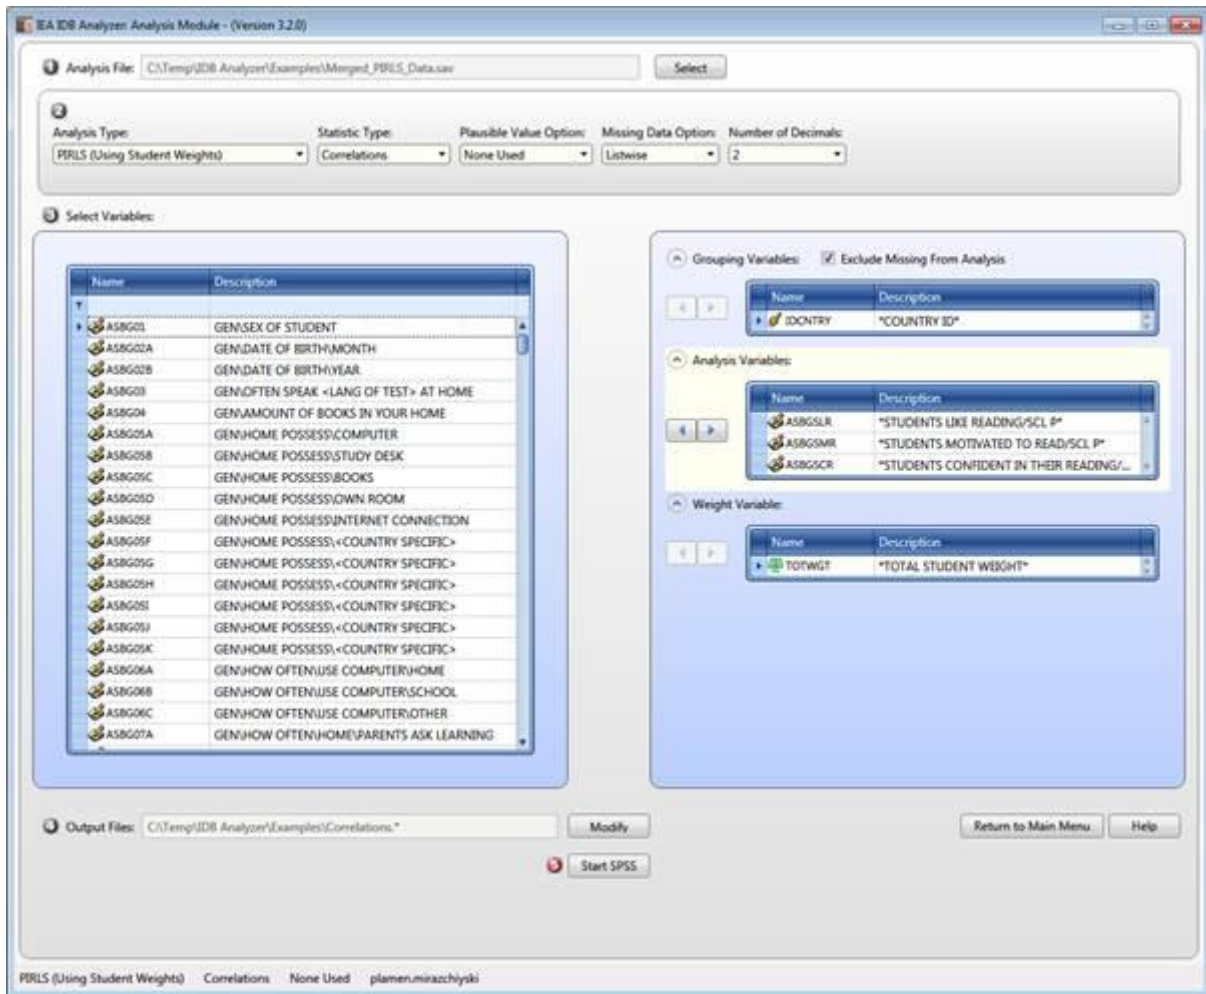 IEA IDB Analyzer: Analysis Module - (Version 3.2.0)
1 Analysis File: C:\Temp\IDB Analyzer\Examples\Merged_PIRLS_Data.sav Select
2
Analysis Type: Statistic Type: Plausible Value Option: Missing Data Option: Number of Decimals:
PIRLS (Using Student Weights) Correlations None Used Listwise 2
3 Select Variables:
Grouping Variables: Exclude Missing From Analysis
Name Description
IDCNTRY *COUNTRY ID*
Analysis Variables:
Name Description
ASBGSLR *STUDENTS LIKE READING/SCL P*
ASBGSMR *STUDENTS MOTIVATED TO READ/SCL P*
ASBGSCR *STUDENTS CONFIDENT IN THEIR READING/...
Weight Variable:
Name Description
TOTWGT *TOTAL STUDENT WEIGHT*
Name Description
ASBG01 GEN\SEX OF STUDENT
ASBG02A GEN\DATE OF BIRTH\MONTH
ASBG02B GEN\DATE OF BIRTH\YEAR
ASBG03 GEN\OFTEN SPEAK <LANG OF TEST> AT HOME
ASBG04 GEN\AMOUNT OF BOOKS IN YOUR HOME
ASBG05A GEN\HOME POSSESS\COMPUTER
ASBG05B GEN\HOME POSSESS\STUDY DESK
ASBG05C GEN\HOME POSSESS\BOOKS
ASBG05D GEN\HOME POSSESS\OWN ROOM
ASBG05E GEN\HOME POSSESS\INTERNET CONNECTION
ASBG05F GEN\HOME POSSESS\<COUNTRY SPECIFIC>
ASBG05G GEN\HOME POSSESS\<COUNTRY SPECIFIC>
ASBG05H GEN\HOME POSSESS\<COUNTRY SPECIFIC>
ASBG05I GEN\HOME POSSESS\<COUNTRY SPECIFIC>
ASBG05J GEN\HOME POSSESS\<COUNTRY SPECIFIC>
ASBG05K GEN\HOME POSSESS\<COUNTRY SPECIFIC>
ASBG06A GEN\HOW OFTEN\USE COMPUTER\HOME
ASBG06B GEN\HOW OFTEN\USE COMPUTER\SCHOOL
ASBG06C GEN\HOW OFTEN\USE COMPUTER\OTHER
ASBG07A GEN\HOW OFTEN\HOME\PARENTS ASK LEARNING
Output Files: C:\Temp\IDB Analyzer\Examples\Correlations.* Modify Return to Main Menu Help
5 Start SPSS
PIRLS (Using Student Weights) Correlations None Used plamen.mirazchiyski